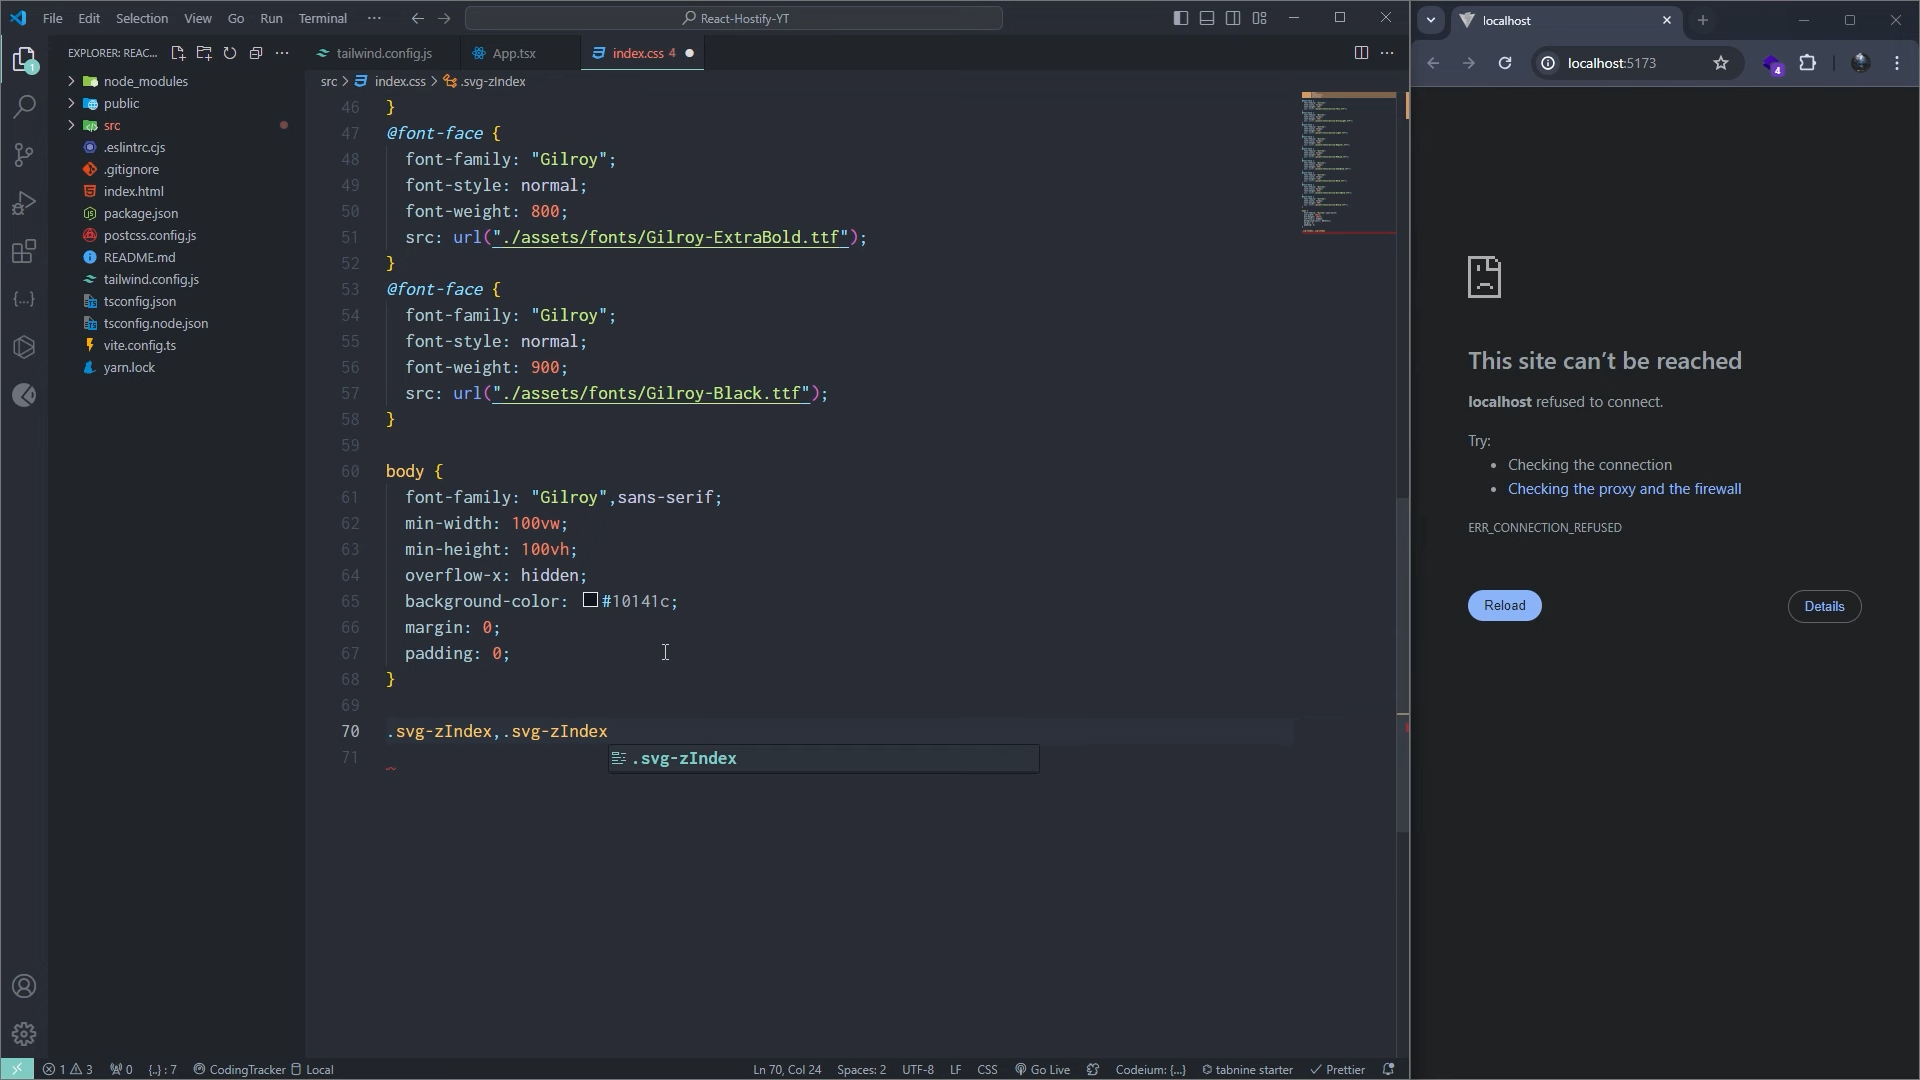 File Edit Selection View Go Run Terminal ··· React-Hostify-YT
EXPLORER: REAC...
node_modules
public
src
.eslintrc.cjs
.gitignore
index.html
package.json
postcss.config.js
README.md
tailwind.config.js
tsconfig.json
tsconfig.node.json
vite.config.ts
yarn.lock
tailwind.config.js App.tsx index.css 4
src > index.css > .svg-zIndex
46 }
47 @font-face {
48 font-family: "Gilroy";
49 font-style: normal;
50 font-weight: 800;
51 src: url("./assets/fonts/Gilroy-ExtraBold.ttf");
52 }
53 @font-face {
54 font-family: "Gilroy";
55 font-style: normal;
56 font-weight: 900;
57 src: url("./assets/fonts/Gilroy-Black.ttf");
58 }
59
60 body {
61 font-family: "Gilroy",sans-serif;
62 min-width: 100vw;
63 min-height: 100vh;
64 overflow-x: hidden;
65 background-color: #10141c;
66 margin: 0;
67 padding: 0;
68 }
69
70 .svg-zIndex,.svg-zIndex
.svg-zIndex
71
1 3 0 {..} : 7 CodingTracker Local
Ln 70, Col 24 Spaces: 2 UTF-8 LF CSS Go Live Codeium: {...} tabnine starter Prettier
localhost
localhost:5173
4
1
This site can’t be reached
localhost refused to connect.
Try:
• Checking the connection
• Checking the proxy and the firewall
ERR_CONNECTION_REFUSED
Reload Details